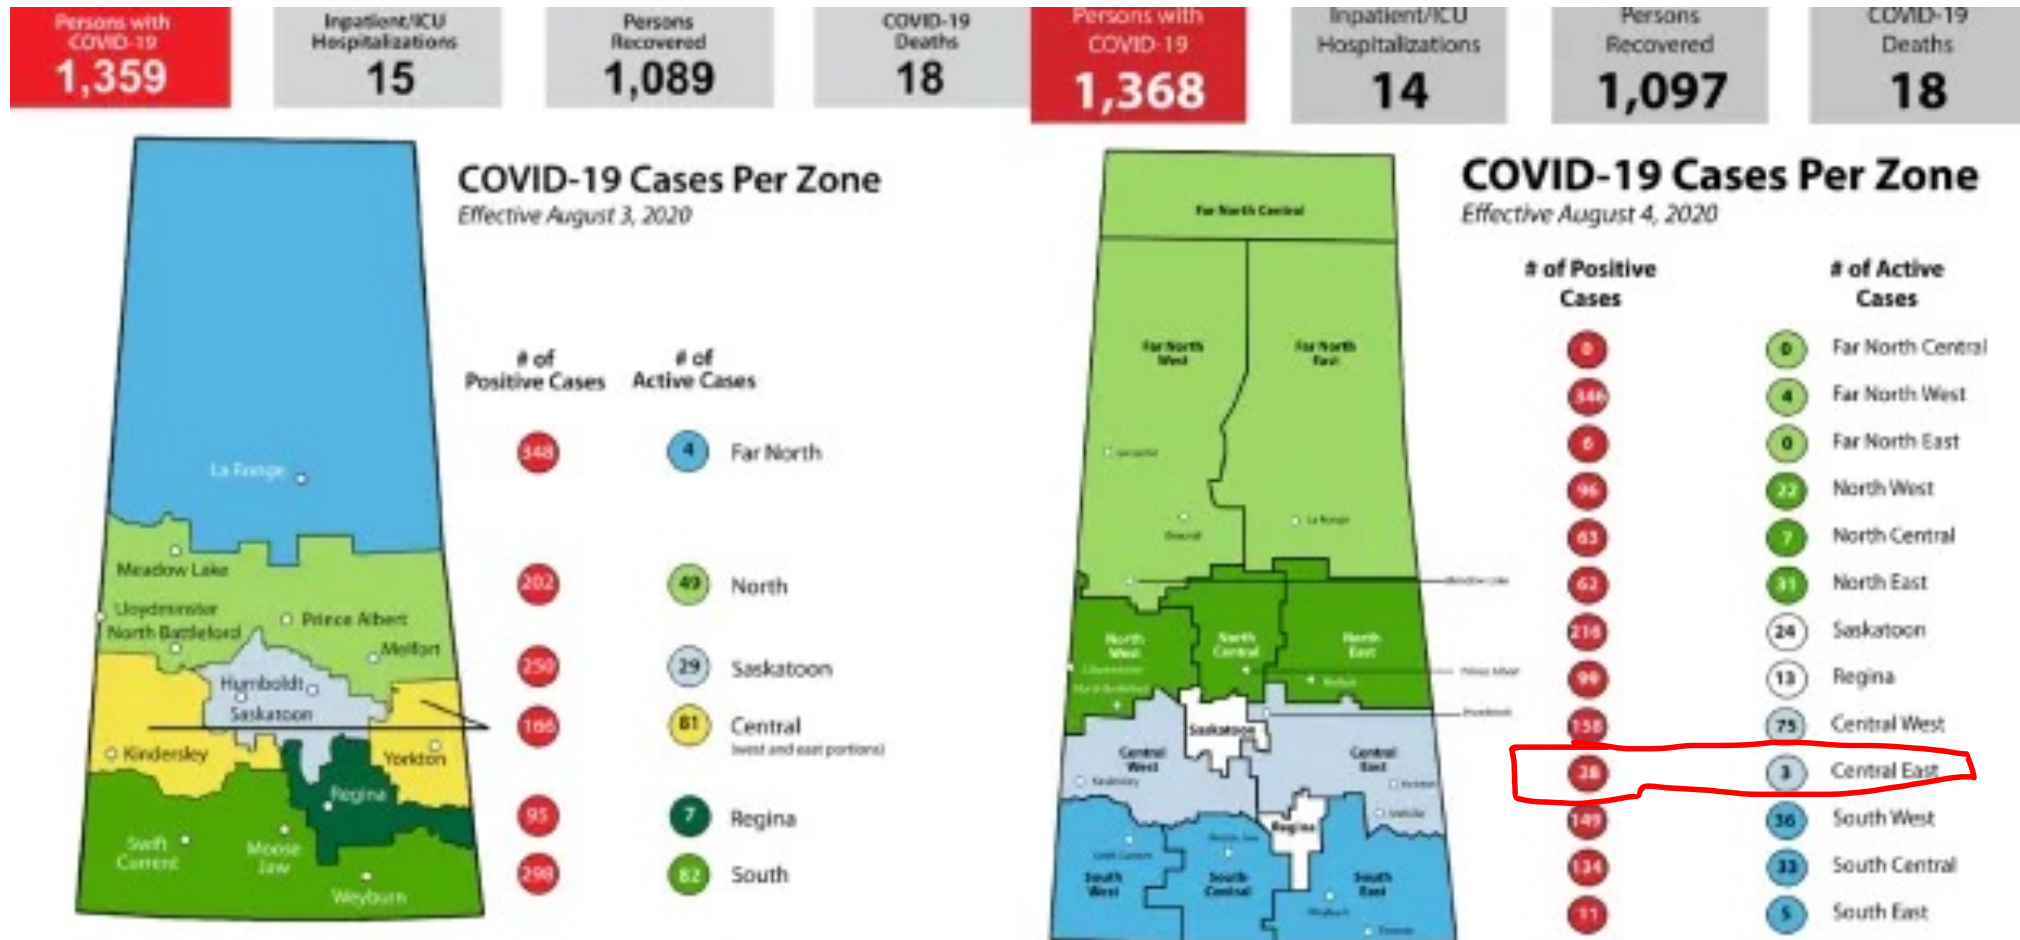 Persons with
COVID-19
1,359
Inpatient/ICU
Hospitalizations
15
Persons
Recovered
1,089
COVID-19
Deaths
18
COVID-19 Cases Per Zone
Effective August 3, 2020
# of
Positive Cases
# of
Active Cases
348 4 Far North
202 49 North
250 29 Saskatoon
166 81 Central
(west and east portions)
95 7 Regina
298 82 South
La Ronge
Meadow Lake
Lloydminster
North Battleford
Prince Albert
Melfort
Humboldt
Saskatoon
Kindersley
Yorkton
Regina
Swift
Current
Moose
Jaw
Weyburn
Persons with
COVID-19
1,368
Inpatient/ICU
Hospitalizations
14
Persons
Recovered
1,097
COVID-19
Deaths
18
COVID-19 Cases Per Zone
Effective August 4, 2020
# of Positive
Cases
# of Active
Cases
0 0 Far North Central
346 4 Far North West
6 0 Far North East
96 22 North West
63 7 North Central
62 31 North East
216 24 Saskatoon
99 13 Regina
158 75 Central West
28 3 Central East
149 36 South West
134 33 South Central
11 5 South East
Far North Central
Far North
West
Far North
East
La Ronge
Meadow Lake
North
West
North
Central
North
East
Prince Albert
Saskatoon
Central
West
Central
East
Kindersley
Regina
South
West
South
Central
South
East